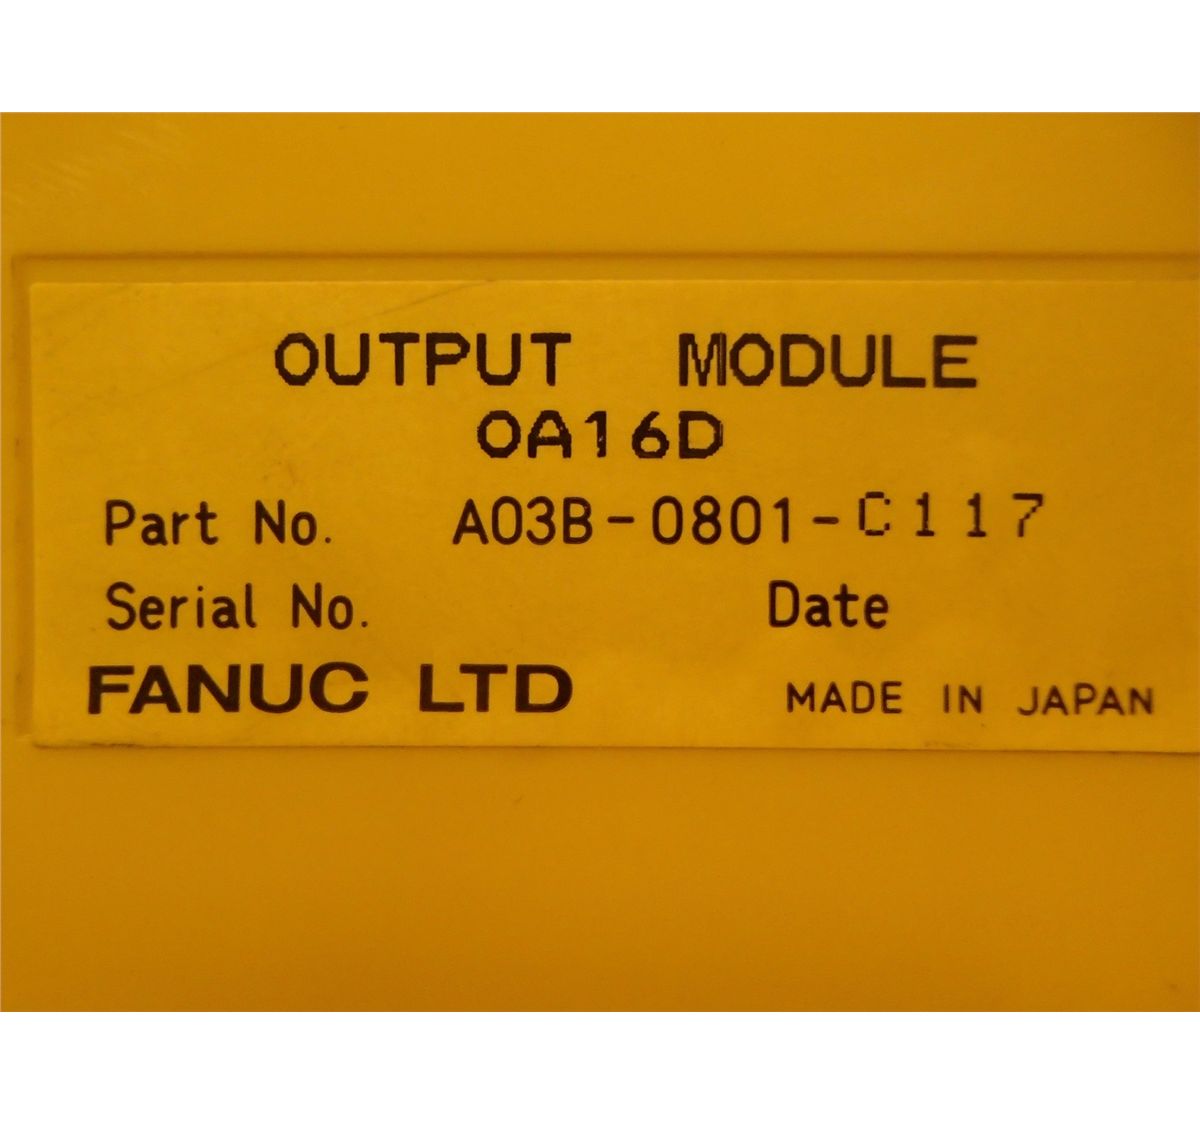 OUTPUT MODULE
OA16D
Part No. A03B-0801-C117
Serial No. Date
FANUC LTD MADE IN JAPAN